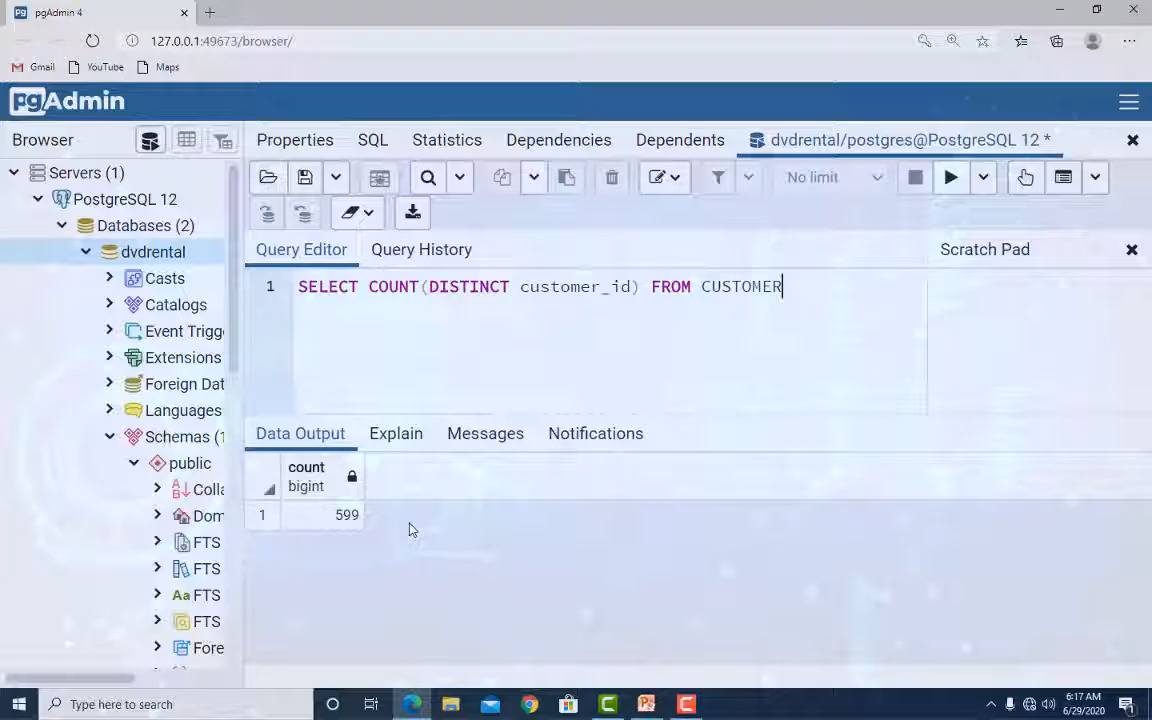 pgAdmin 4
127.0.0.1:49673/browser/
Gmail YouTube Maps
pgAdmin
Browser
Properties SQL Statistics Dependencies Dependents dvdrental/postgres@PostgreSQL 12 *
Servers (1)
PostgreSQL 12
Databases (2)
dvdrental
Casts
Catalogs
Event Trigg
Extensions
Foreign Dat
Languages
Schemas (1
public
Colla
Dom
FTS
FTS
Aa FTS
FTS
Fore
No limit
Query Editor Query History Scratch Pad
1 SELECT COUNT(DISTINCT customer_id) FROM CUSTOMER
Data Output Explain Messages Notifications
count
bigint
1 599
Type here to search
6:17 AM
6/29/2020